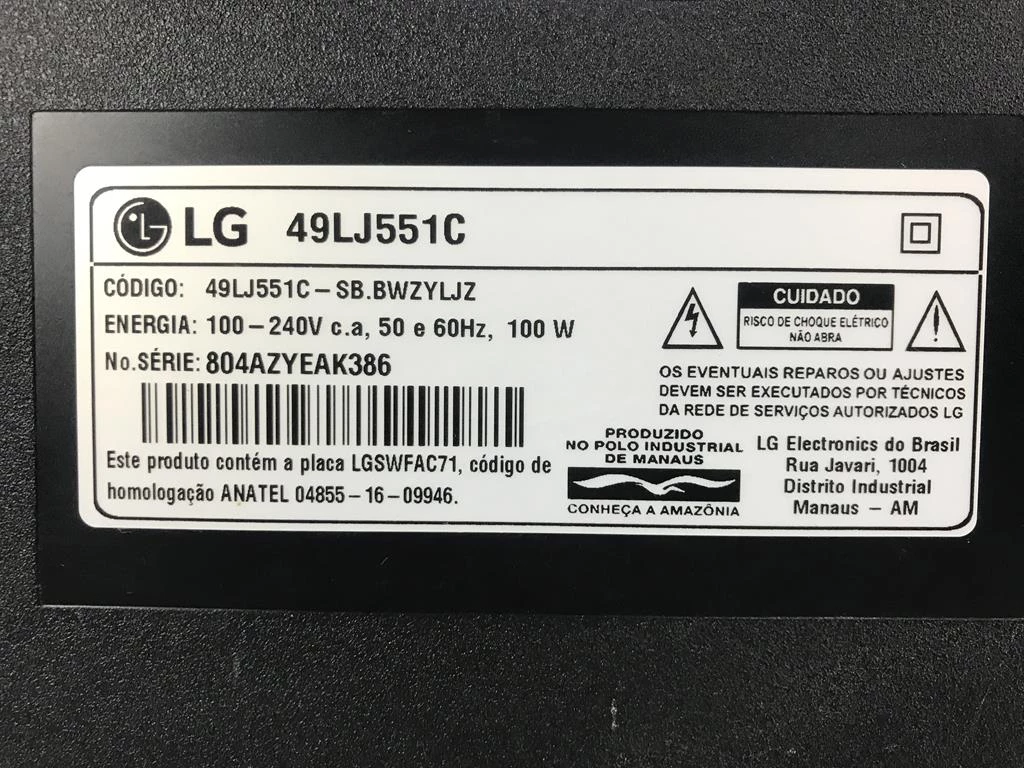 LG 49LJ551C
CÓDIGO: 49LJ551C – SB.BWZYLJZ
ENERGIA: 100 – 240V c.a, 50 e 60Hz, 100 W
No.SÉRIE: 804AZYEAK386
Este produto contém a placa LGSWFAC71, código de
homologação ANATEL 04855 – 16 – 09946.
CUIDADO
RISCO DE CHOQUE ELÉTRICO
NÃO ABRA
OS EVENTUAIS REPAROS OU AJUSTES
DEVEM SER EXECUTADOS POR TÉCNICOS
DA REDE DE SERVIÇOS AUTORIZADOS LG
PRODUZIDO
NO POLO INDUSTRIAL
DE MANAUS
CONHEÇA A AMAZÔNIA
LG Electronics do Brasil
Rua Javari, 1004
Distrito Industrial
Manaus – AM